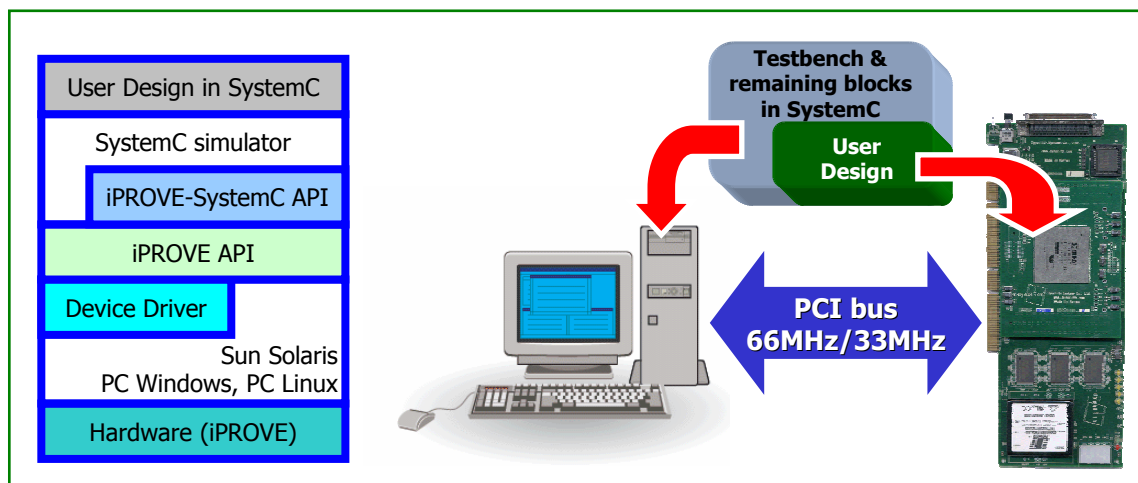 User Design in SystemC
SystemC simulator
iPROVE-SystemC API
iPROVE API
Device Driver
Sun Solaris
PC Windows, PC Linux
Hardware (iPROVE)
Testbench &
remaining blocks
in SystemC
User
Design
PCI bus
66MHz/33MHz